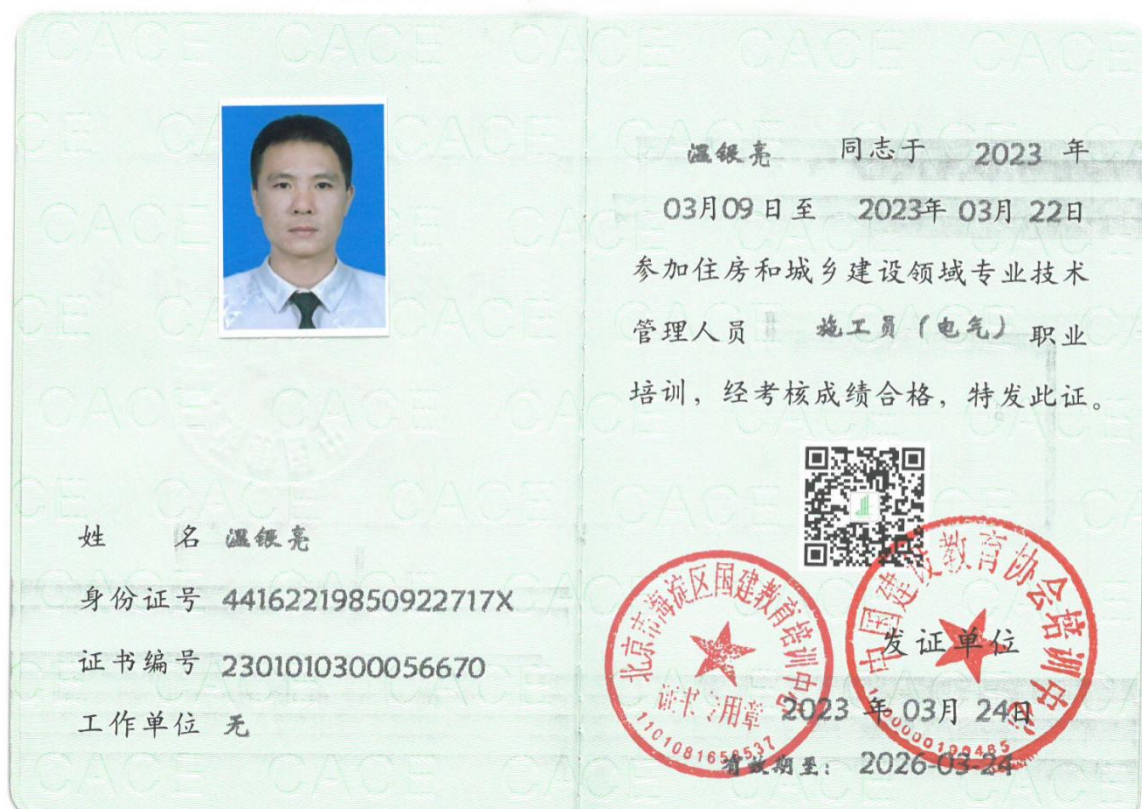 姓 名 温银亮
身份证号 44162219850922717X
证书编号 2301010300056670
工作单位 无
温银亮 同志于 2023 年
03月09日至 2023年 03月 22日
参加住房和城乡建设领域专业技术
管理人员 施工员（电气） 职业
培训，经考核成绩合格，特发此证。
北京市海淀区国建教育培训中心
证书专用章
中国建设教育协会培训中心
发证单位
2023 年 03月 24日
有效期至： 2026-03-24
CACE